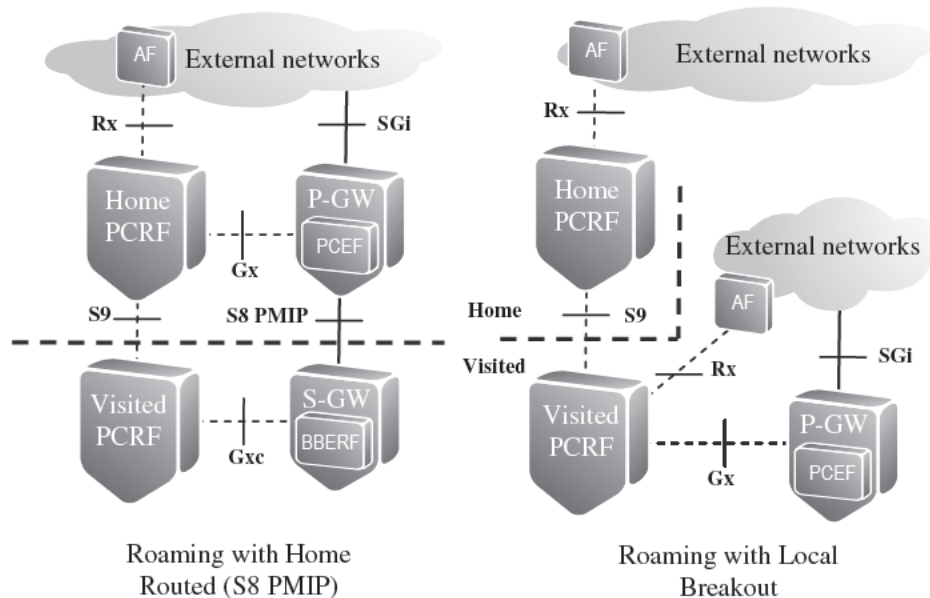 AF
External networks
Rx
SGi
Home
PCRF
P-GW
PCEF
Gx
S9
S8 PMIP
Visited
PCRF
S-GW
BBERF
Gxc
Roaming with Home
Routed (S8 PMIP)
AF
External networks
Rx
Home
PCRF
External networks
AF
Home
S9
Visited
Rx
SGi
Visited
PCRF
P-GW
PCEF
Gx
Roaming with Local
Breakout